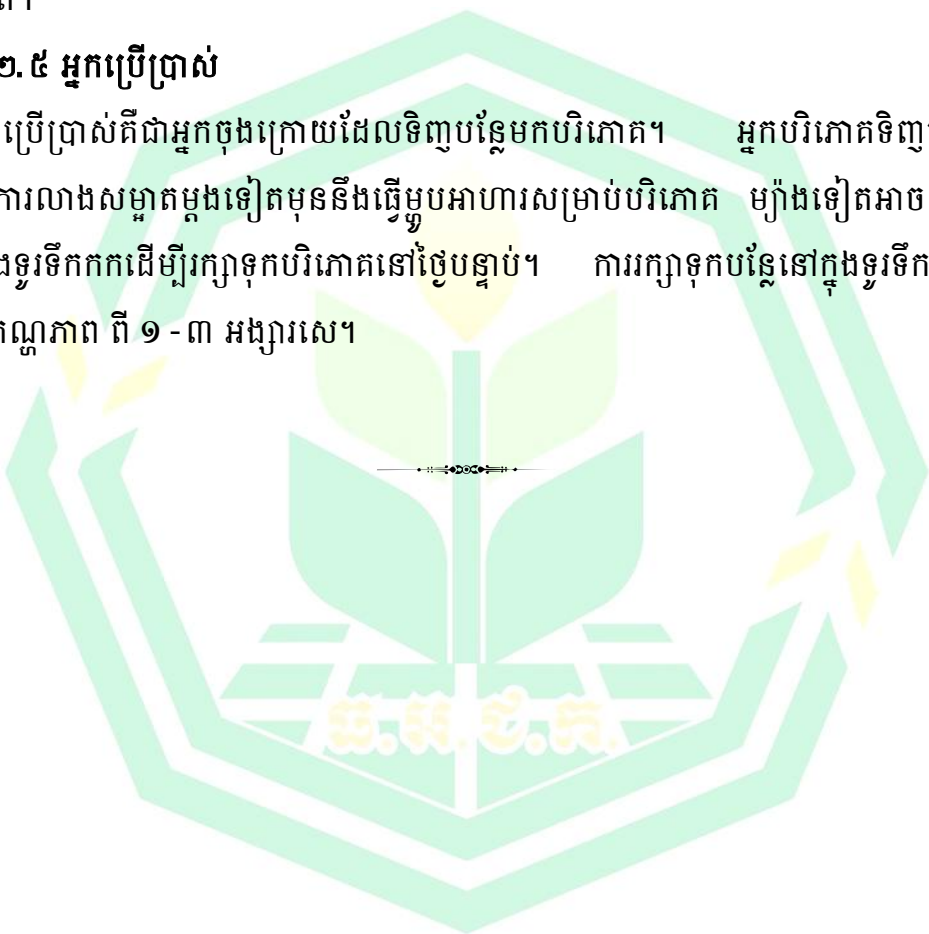 ២.៥ អ្នកប្រើប្រាស់
ប្រើប្រាស់គឺជាអ្នកចុងក្រោយដែលទិញបន្លែមកបរិភោគ។ អ្នកបរិភោគទិញ
ការលាងសម្អាតម្តងទៀតមុននឹងធ្វើម្ហូបអាហារសម្រាប់បរិភោគ ម្យ៉ាងទៀតអាច
ងទូរទឹកកកដើម្បីរក្សាទុកបរិភោគនៅថ្ងៃបន្ទាប់។ ការរក្សាទុកបន្លែនៅក្នុងទូរទឹក
ណ្ហភាព ពី ១ - ៣ អង្សារសេ។
ធ.អ.ជ.គ.